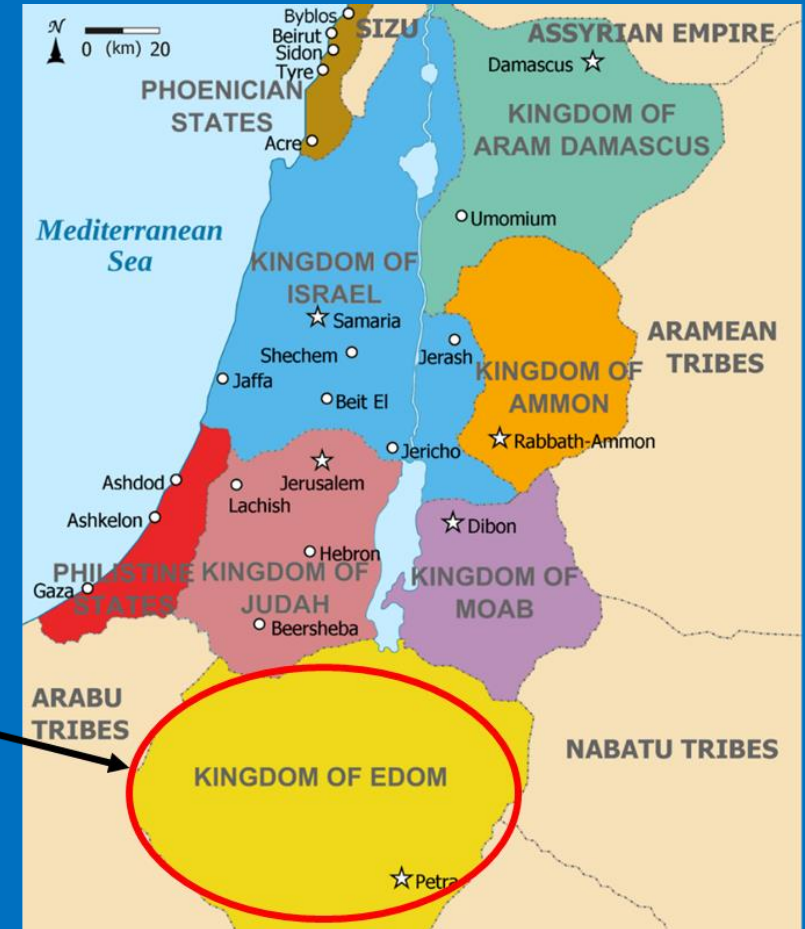 N
0 (km) 20
Byblos
Beirut
Sidon
Tyre
SIZU
ASSYRIAN EMPIRE
Damascus
PHOENICIAN
STATES
KINGDOM OF
ARAM DAMASCUS
Acre
Umomium
Mediterranean
Sea
KINGDOM OF
ISRAEL
Samaria
ARAMEAN
TRIBES
Shechem
Jerash
Jaffa
KINGDOM OF
AMMON
Beit El
Rabbath-Ammon
Jericho
Ashdod
Jerusalem
Lachish
Ashkelon
Dibon
Hebron
Gaza
PHILISTINE
STATES
KINGDOM OF
JUDAH
KINGDOM OF
MOAB
Beersheba
ARABU
TRIBES
NABATU TRIBES
KINGDOM OF EDOM
Petra